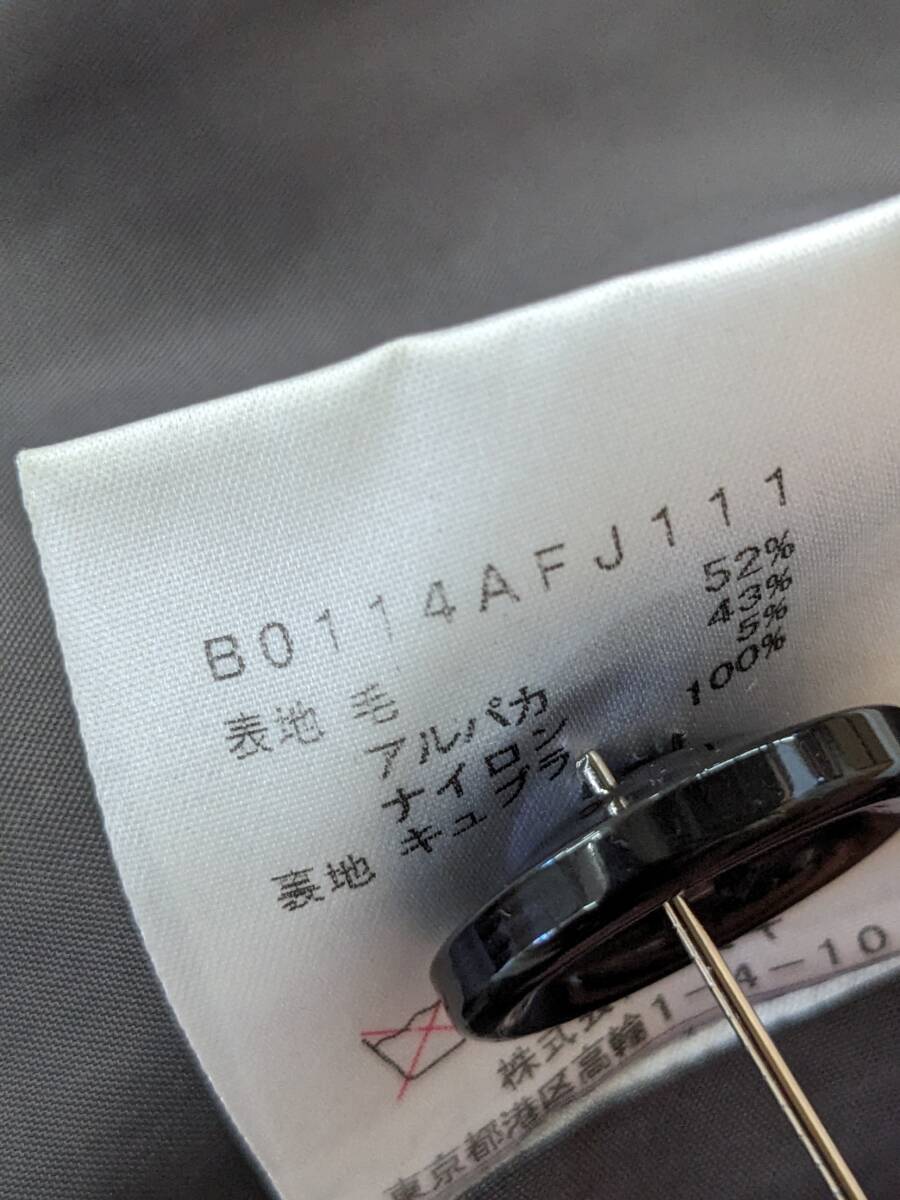 B0114AFJ111
表地 毛 52%
アルパカ 43%
ナイロン 5%
裏地 キュプラ 100%
株式会
東京都港区高輪1-4-10